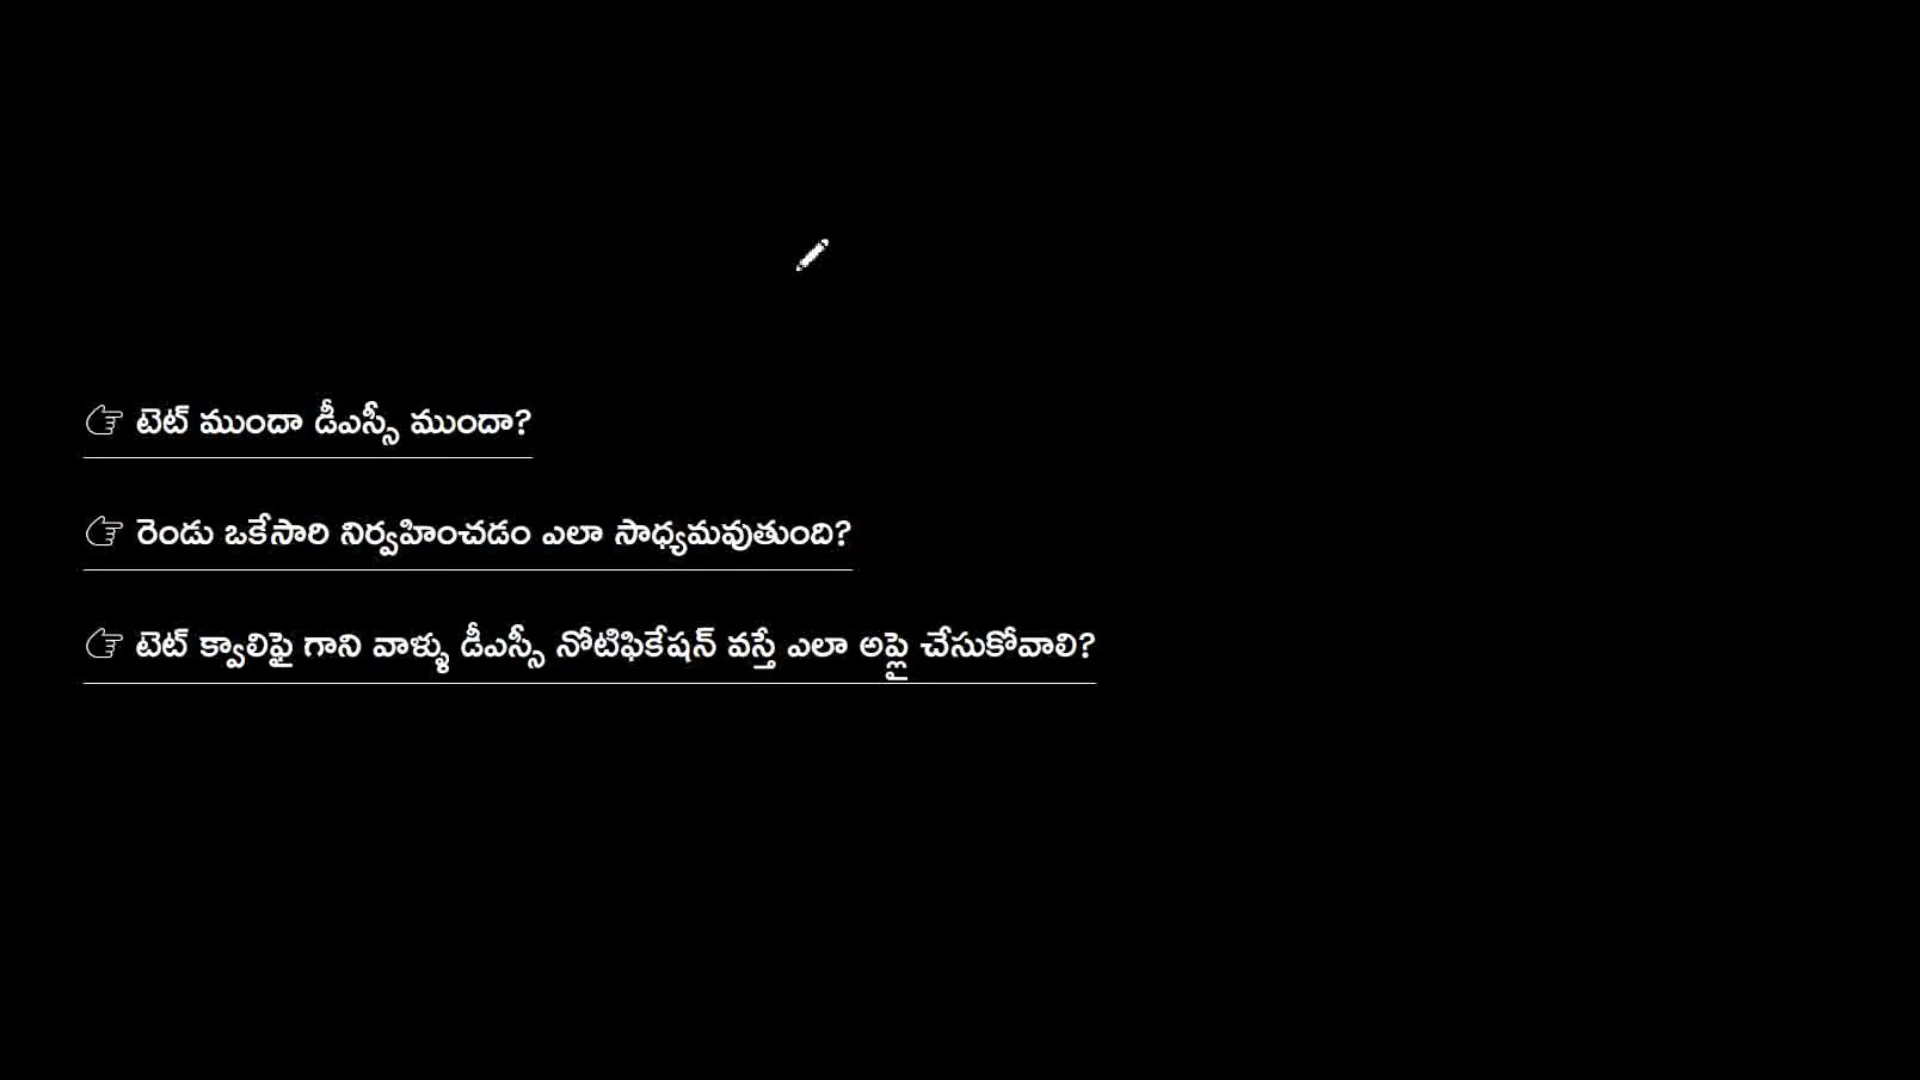 ☞ టెట్ ముందా డీఎస్సీ ముందా?
☞ రెండు ఒకేసారి నిర్వహించడం ఎలా సాధ్యమవుతుంది?
☞ టెట్ క్వాలిఫై గాని వాళ్ళు డీఎస్సీ నోటిఫికేషన్ వస్తే ఎలా అప్లై చేసుకోవాలి?